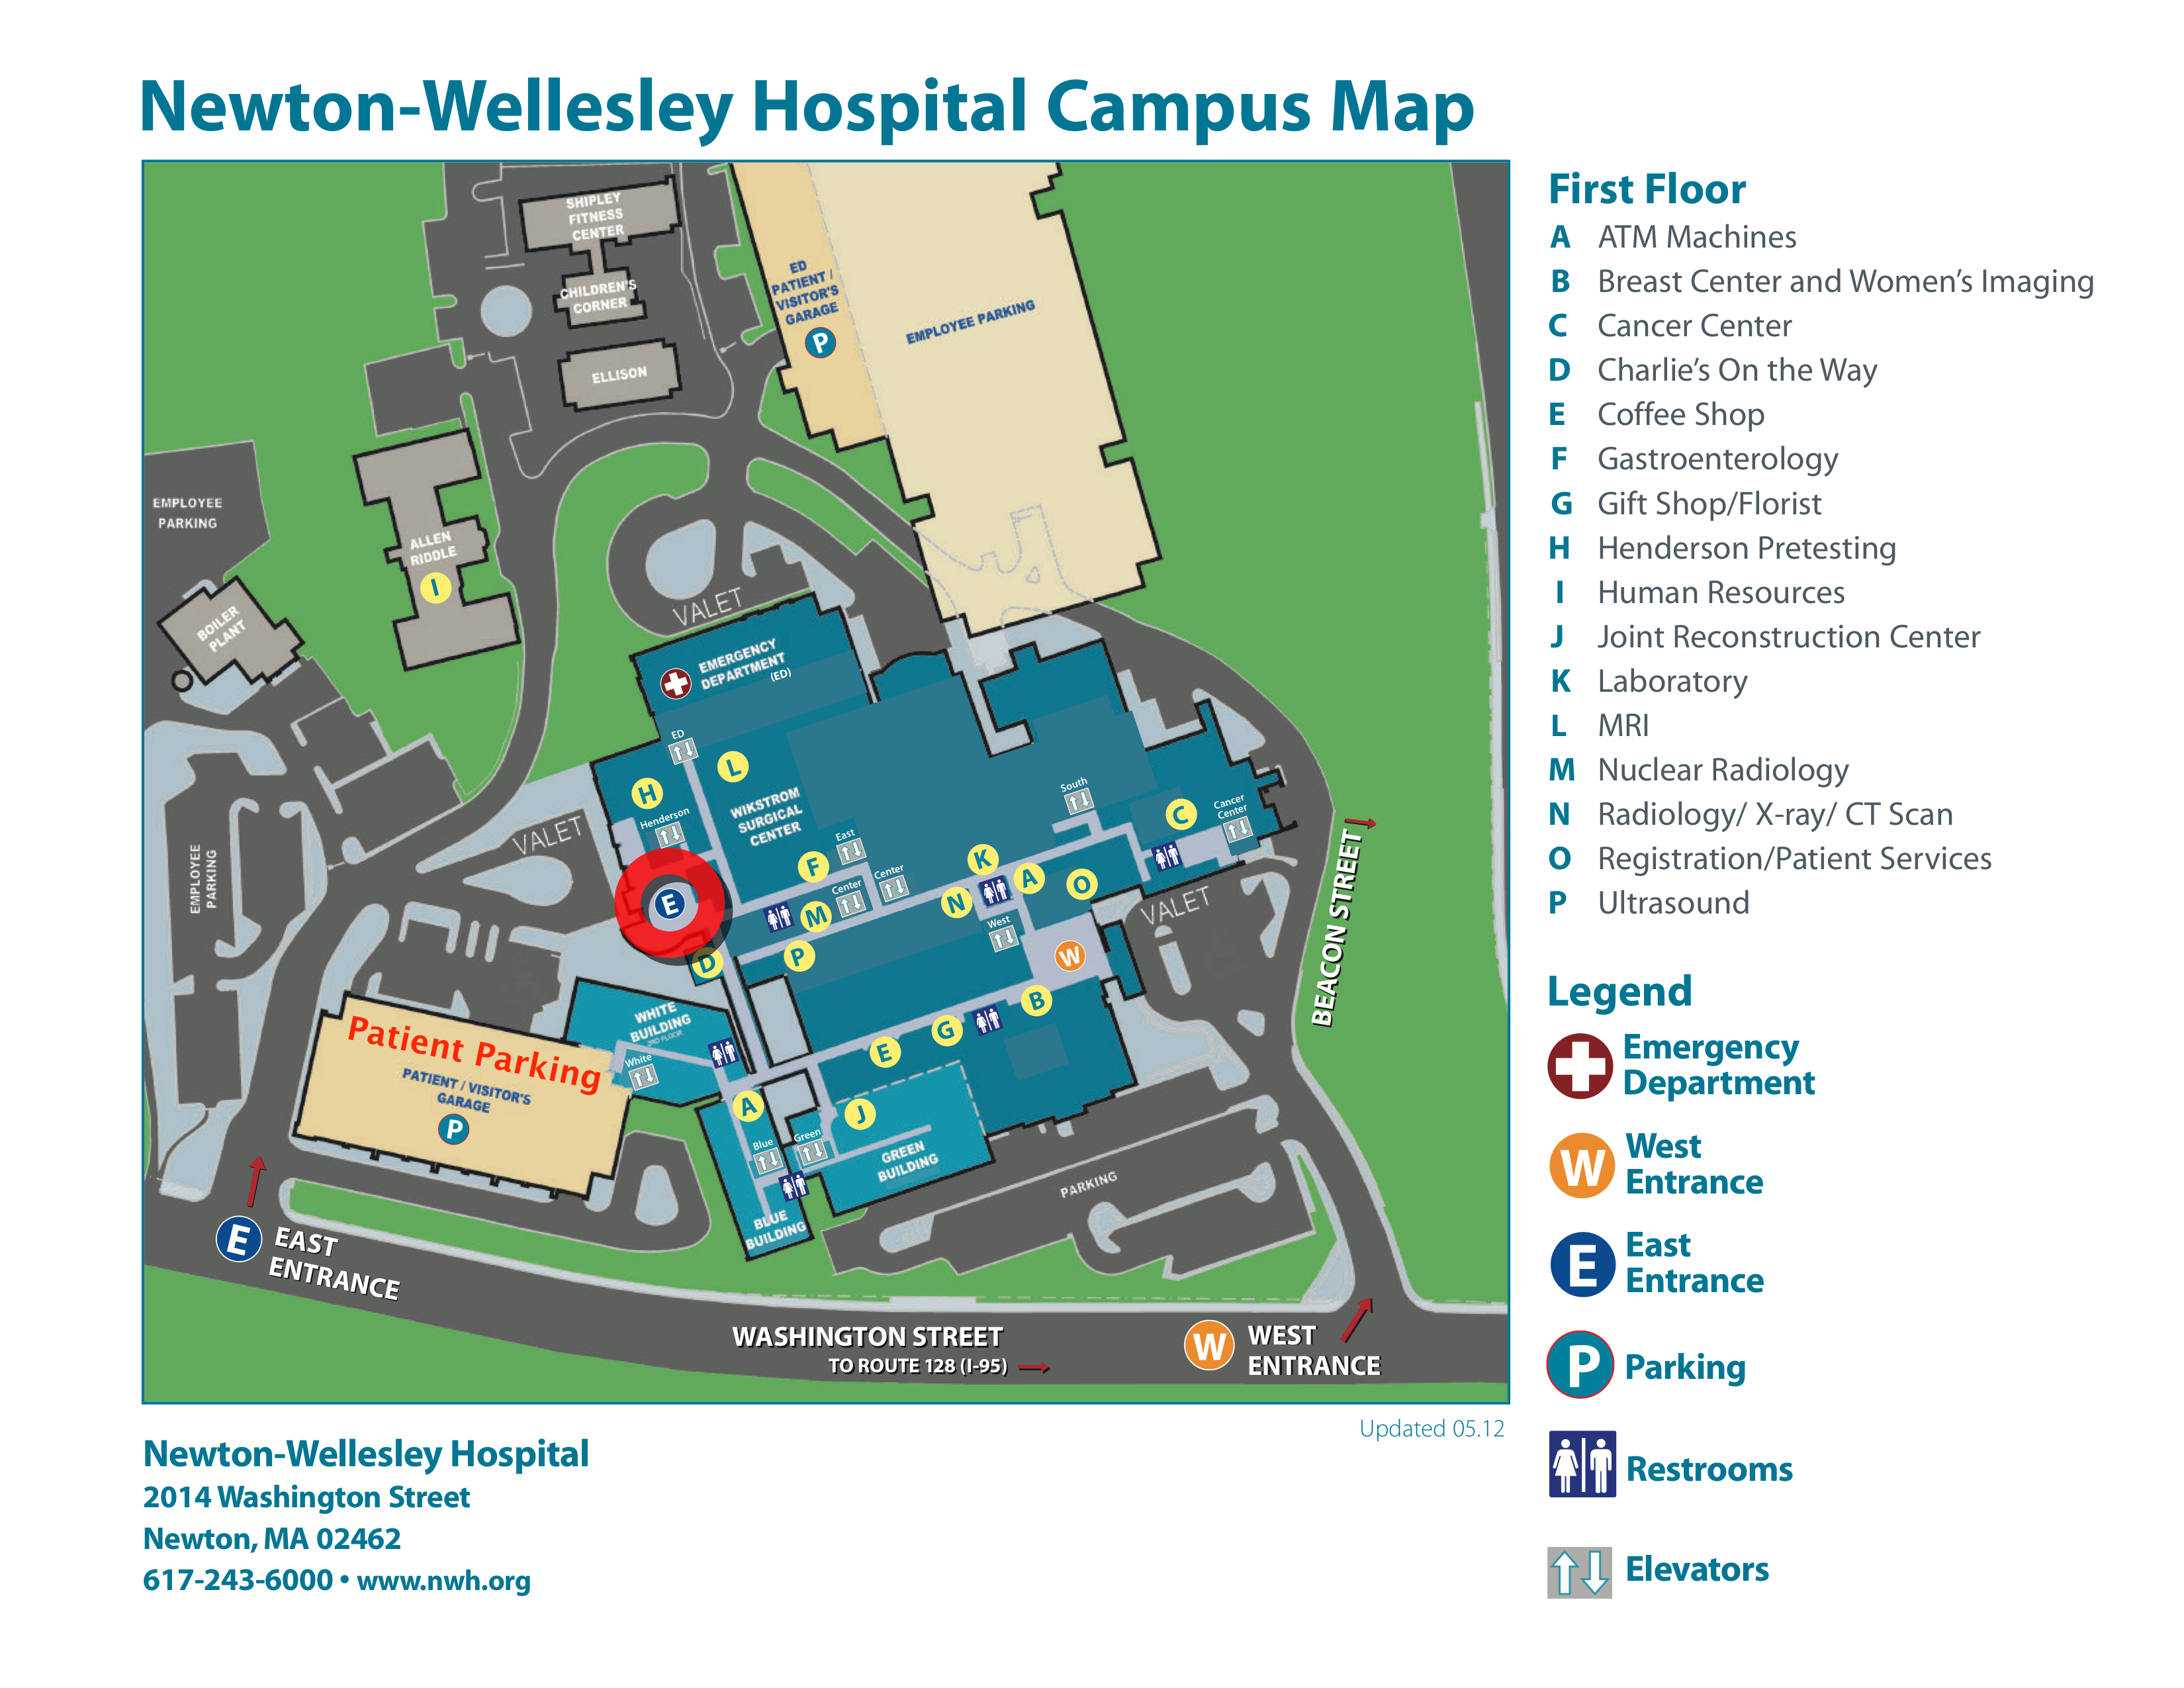 Newton-Wellesley Hospital Campus Map
SHIPLEY
FITNESS
CENTER
CHILDREN'S
CORNER
ELLISON
ED
PATIENT /
VISITOR'S
GARAGE
P
EMPLOYEE PARKING
EMPLOYEE
PARKING
ALLEN
RIDDLE
I
BOILER
PLANT
VALET
EMERGENCY
DEPARTMENT
(ED)
ED
L
H
WIKSTROM
SURGICAL
CENTER
Henderson
VALET
EMPLOYEE
PARKING
E
D
F
East
Center
Center
M
P
South
C
Cancer
Center
K
A
O
N
West
VALET
W
BEACON STREET
B
G
E
WHITE
BUILDING
3RD FLOOR
White
Patient Parking
PATIENT / VISITOR'S
GARAGE
P
A
J
Blue
Green
GREEN
BUILDING
BLUE
BUILDING
PARKING
E
EAST
ENTRANCE
WASHINGTON STREET
TO ROUTE 128 (I-95)
W
WEST
ENTRANCE
Updated 05.12
First Floor
A ATM Machines
B Breast Center and Women’s Imaging
C Cancer Center
D Charlie’s On the Way
E Coffee Shop
F Gastroenterology
G Gift Shop/Florist
H Henderson Pretesting
I Human Resources
J Joint Reconstruction Center
K Laboratory
L MRI
M Nuclear Radiology
N Radiology/ X-ray/ CT Scan
O Registration/Patient Services
P Ultrasound
Legend
Emergency
Department
W West
Entrance
E East
Entrance
P Parking
Restrooms
Elevators
Newton-Wellesley Hospital
2014 Washington Street
Newton, MA 02462
617-243-6000 • www.nwh.org